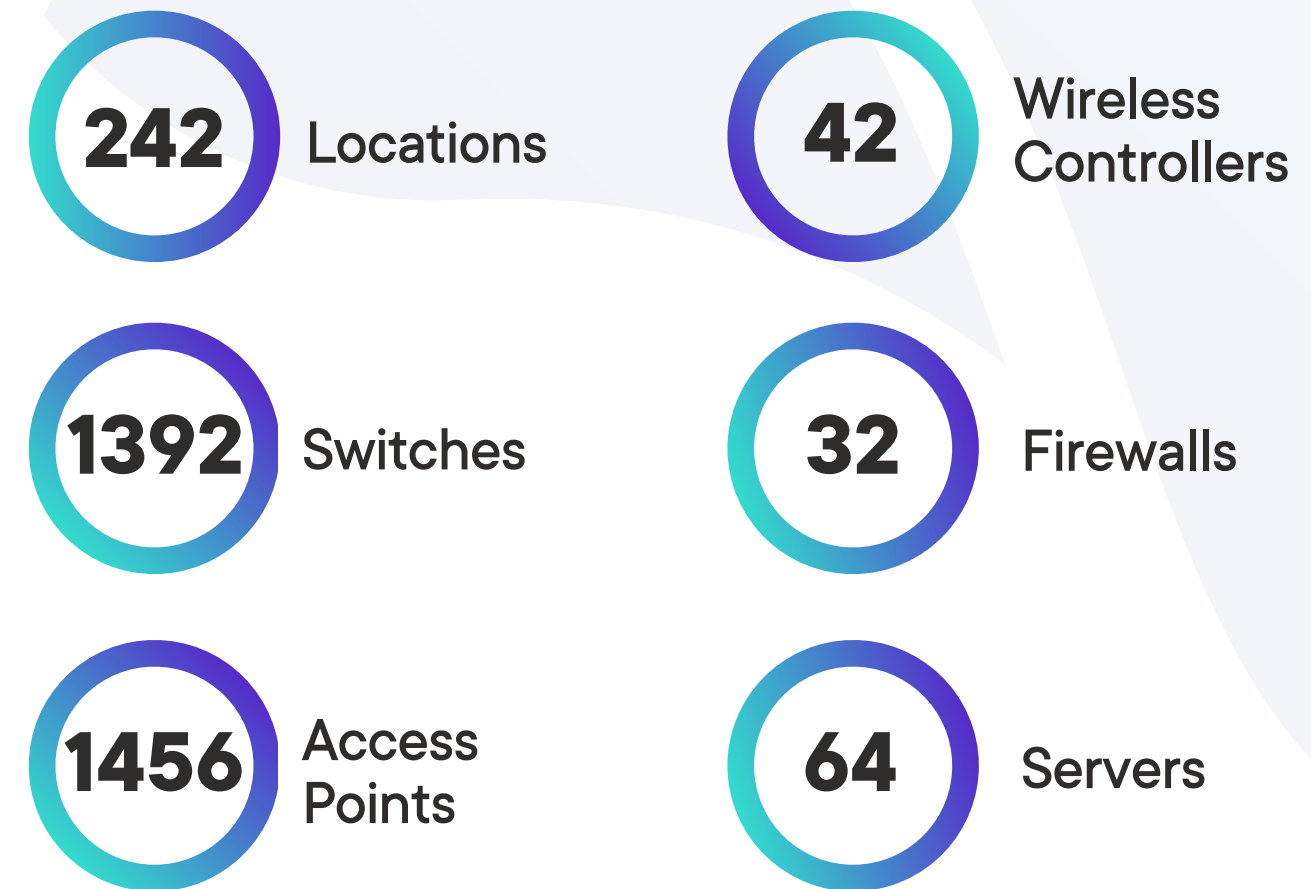 242
Locations
42
Wireless
Controllers
1392
Switches
32
Firewalls
1456
Access
Points
64
Servers